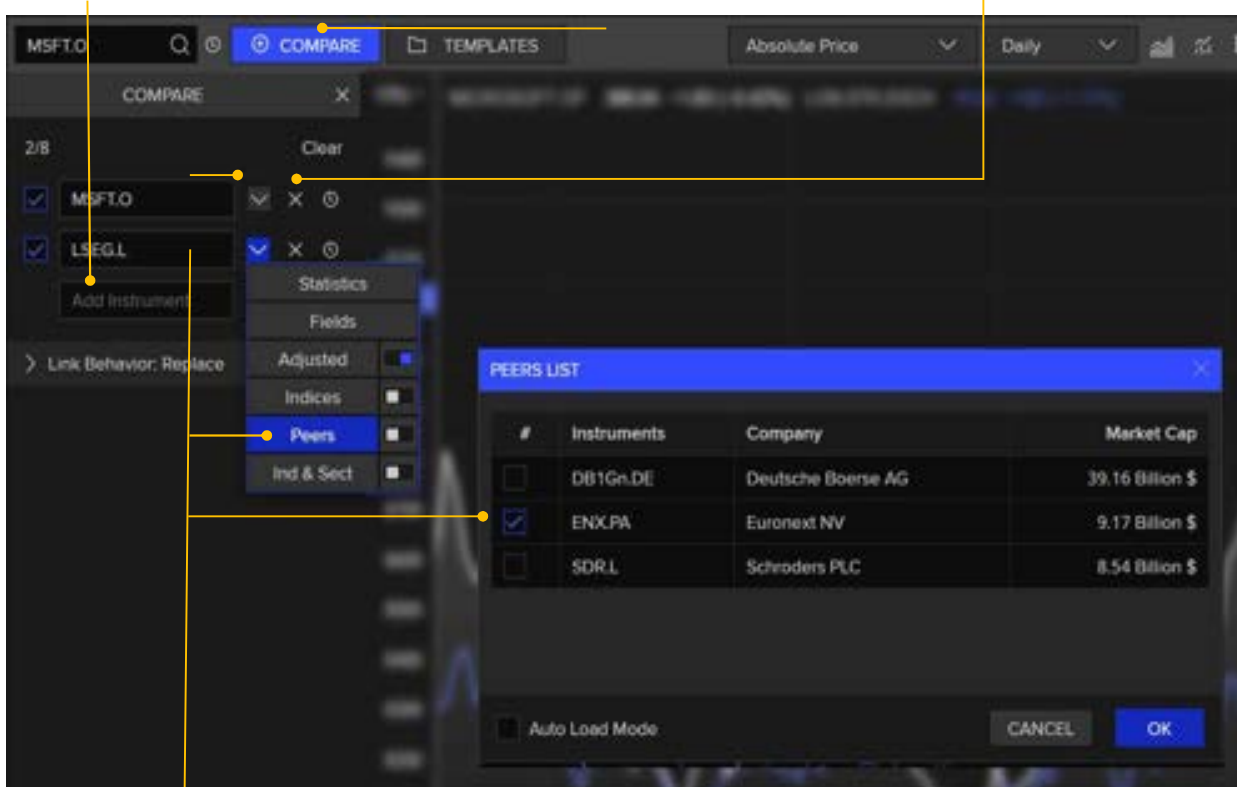 MSFT.O COMPARE TEMPLATES Absolute Price Daily
COMPARE
2/8 Clear
MSFT.O
LSEG.L
Add Instrument
Link Behavior: Replace
Statistics
Fields
Adjusted
Indices
Peers
Ind & Sect
PEERS LIST
# Instruments Company Market Cap
DB1Gn.DE Deutsche Boerse AG 39.16 Billion $
ENX.PA Euronext NV 9.17 Billion $
SDR.L Schroders PLC 8.54 Billion $
Auto Load Mode CANCEL OK